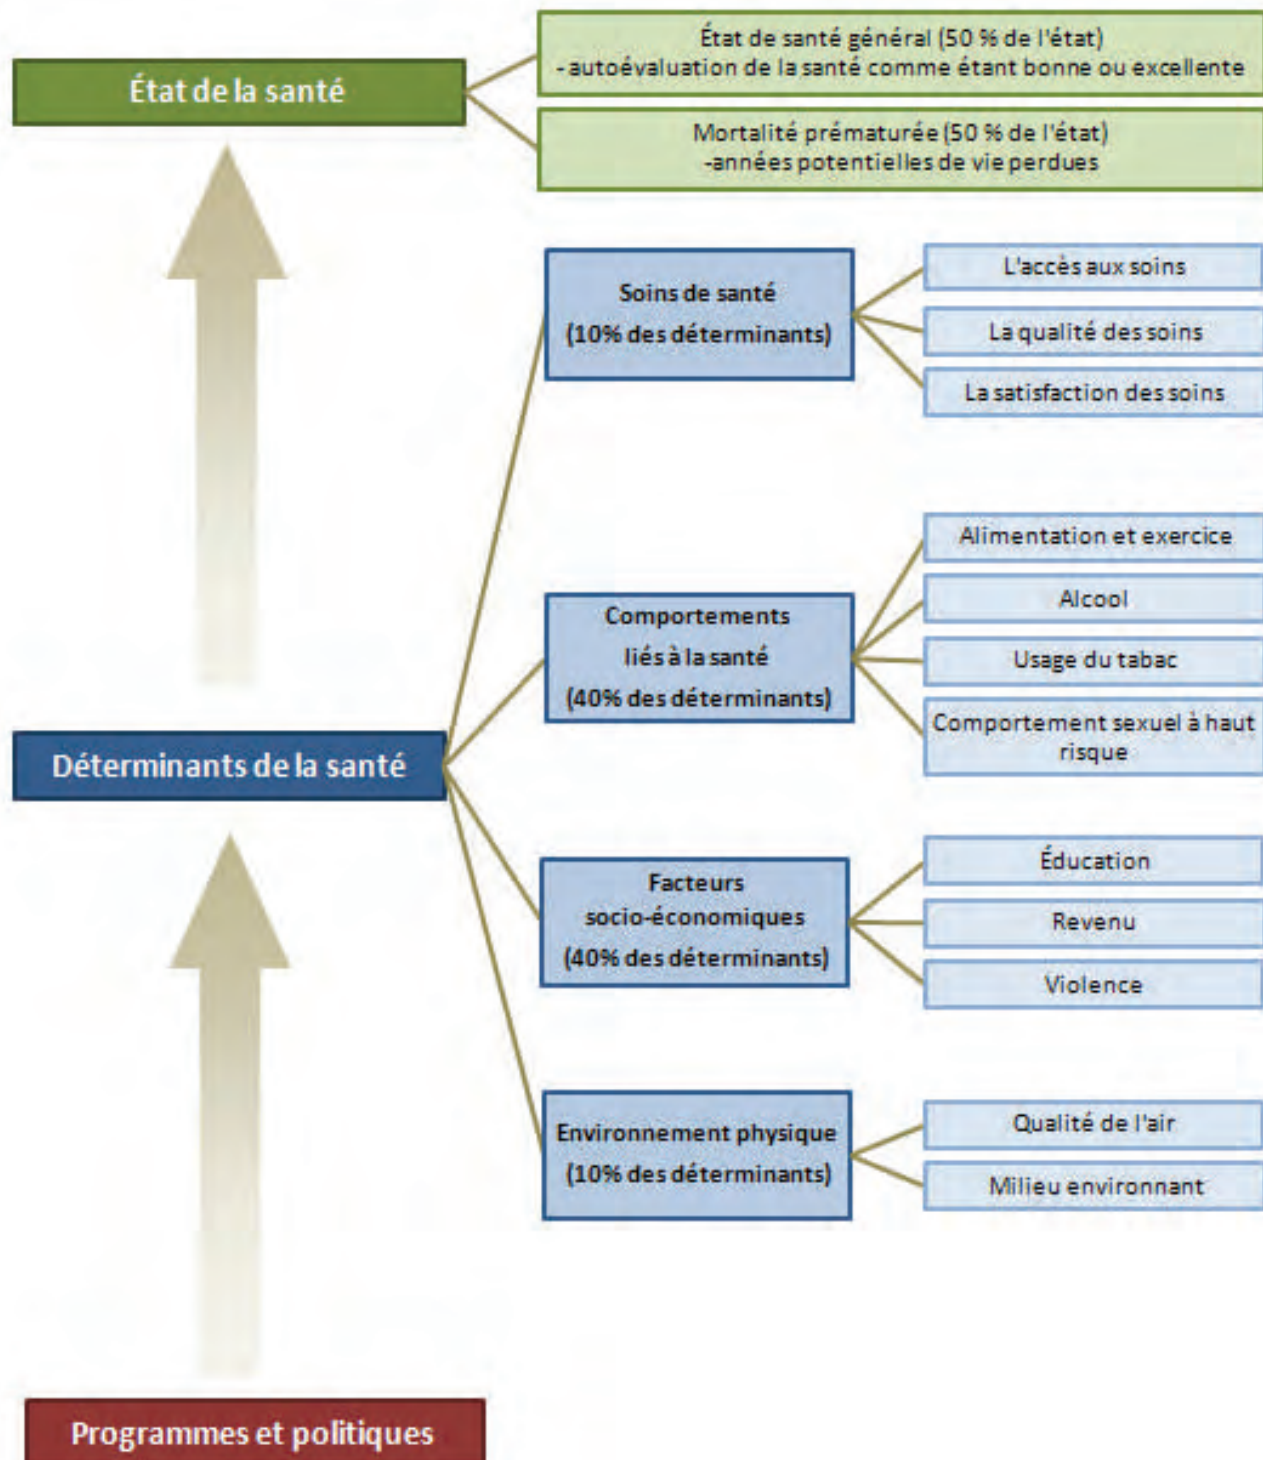 État de la santé
État de santé général (50 % de l'état)
- autoévaluation de la santé comme étant bonne ou excellente
Mortalité prématurée (50 % de l'état)
-années potentielles de vie perdues
Déterminants de la santé
Soins de santé
(10% des déterminants)
L'accès aux soins
La qualité des soins
La satisfaction des soins
Comportements
liés à la santé
(40% des déterminants)
Alimentation et exercice
Alcool
Usage du tabac
Comportement sexuel à haut
risque
Facteurs
socio-économiques
(40% des déterminants)
Éducation
Revenu
Violence
Environnement physique
(10% des déterminants)
Qualité de l'air
Milieu environnant
Programmes et politiques